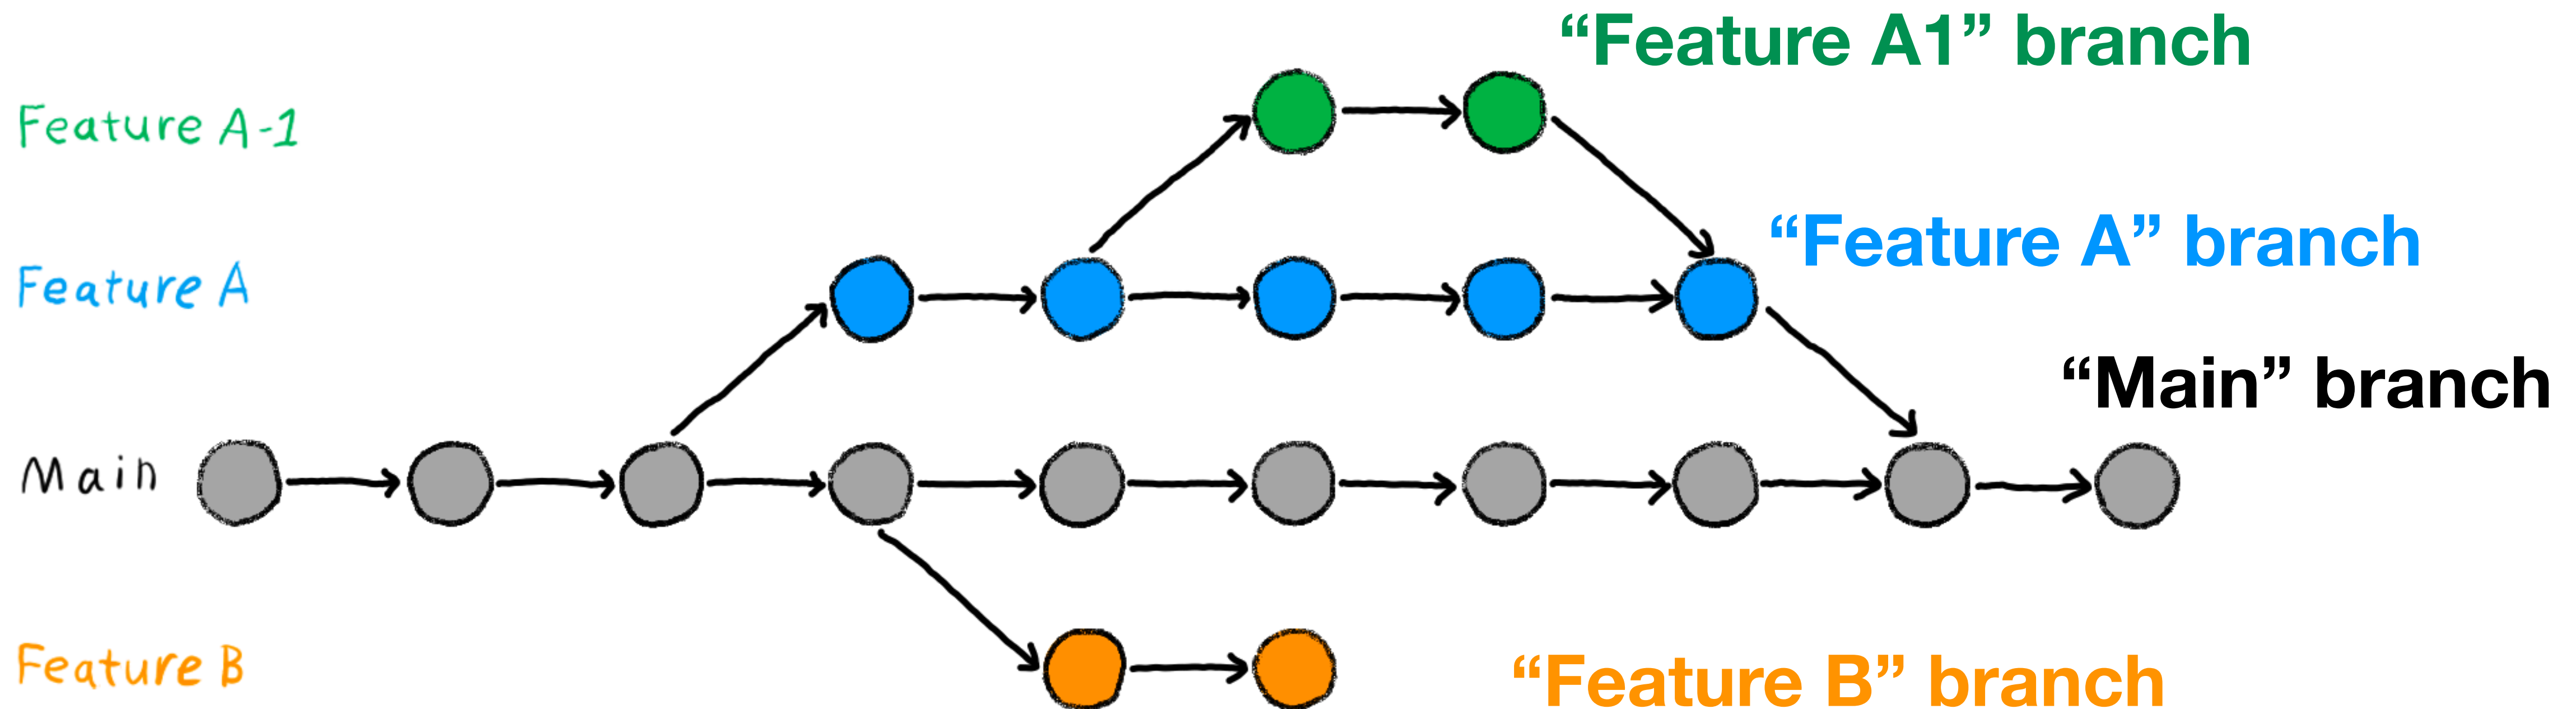 “Feature A1” branch
Feature A-1
“Feature A” branch
Feature A
“Main” branch
Main
Feature B
“Feature B” branch